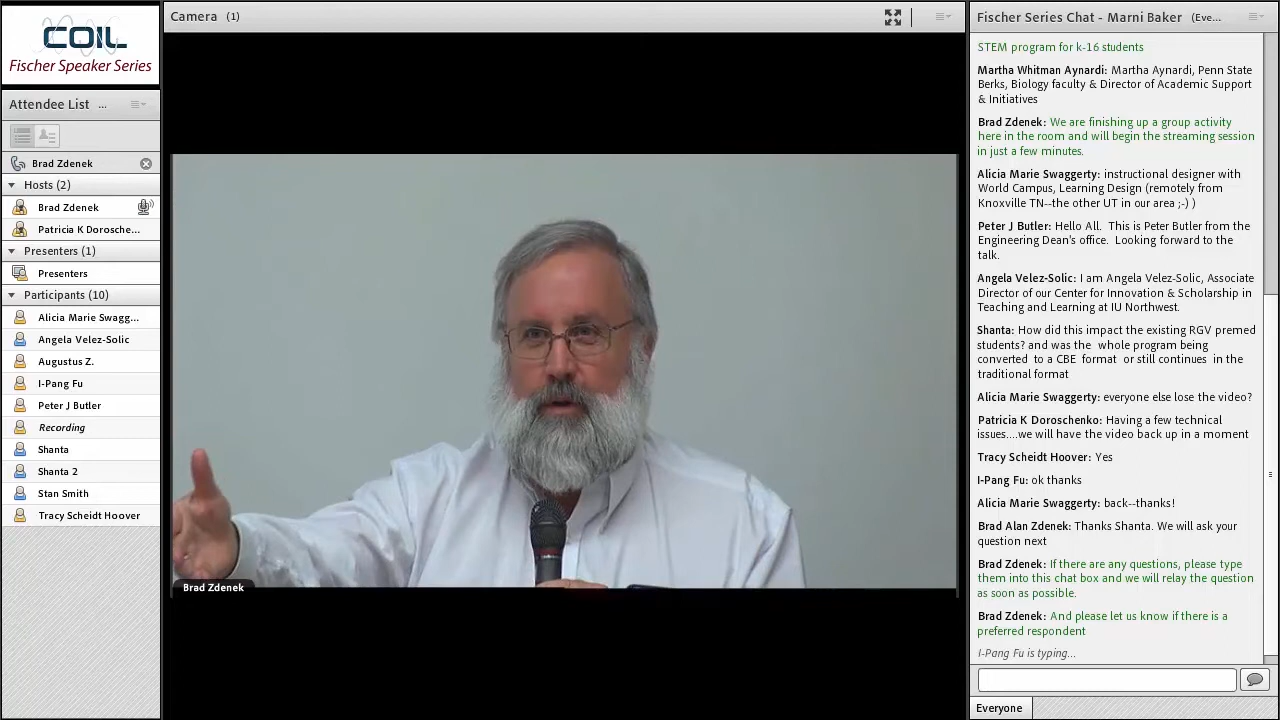 COIL
Fischer Speaker Series
Attendee List ...
Brad Zdenek
Hosts (2)
Brad Zdenek
Patricia K Dorosche...
Presenters (1)
Presenters
Participants (10)
Alicia Marie Swagg...
Angela Velez-Solic
Augustus Z.
I-Pang Fu
Peter J Butler
Recording
Shanta
Shanta 2
Stan Smith
Tracy Scheidt Hoover
Camera (1)
Brad Zdenek
Fischer Series Chat - Marni Baker (Eve...
STEM program for k-16 students
Martha Whitman Aynardi: Martha Aynardi, Penn State
Berks, Biology faculty & Director of Academic Support
& Initiatives
Brad Zdenek: We are finishing up a group activity
here in the room and will begin the streaming session
in just a few minutes.
Alicia Marie Swaggerty: instructional designer with
World Campus, Learning Design (remotely from
Knoxville TN--the other UT in our area ;-) )
Peter J Butler: Hello All. This is Peter Butler from the
Engineering Dean's office. Looking forward to the
talk.
Angela Velez-Solic: I am Angela Velez-Solic, Associate
Director of our Center for Innovation & Scholarship in
Teaching and Learning at IU Northwest.
Shanta: How did this impact the existing RGV premed
students? and was the whole program being
converted to a CBE format or still continues in the
traditional format
Alicia Marie Swaggerty: everyone else lose the video?
Patricia K Doroschenko: Having a few technical
issues....we will have the video back up in a moment
Tracy Scheidt Hoover: Yes
I-Pang Fu: ok thanks
Alicia Marie Swaggerty: back--thanks!
Brad Alan Zdenek: Thanks Shanta. We will ask your
question next
Brad Zdenek: If there are any questions, please type
them into this chat box and we will relay the question
as soon as possible.
Brad Zdenek: And please let us know if there is a
preferred respondent
I-Pang Fu is typing...
Everyone